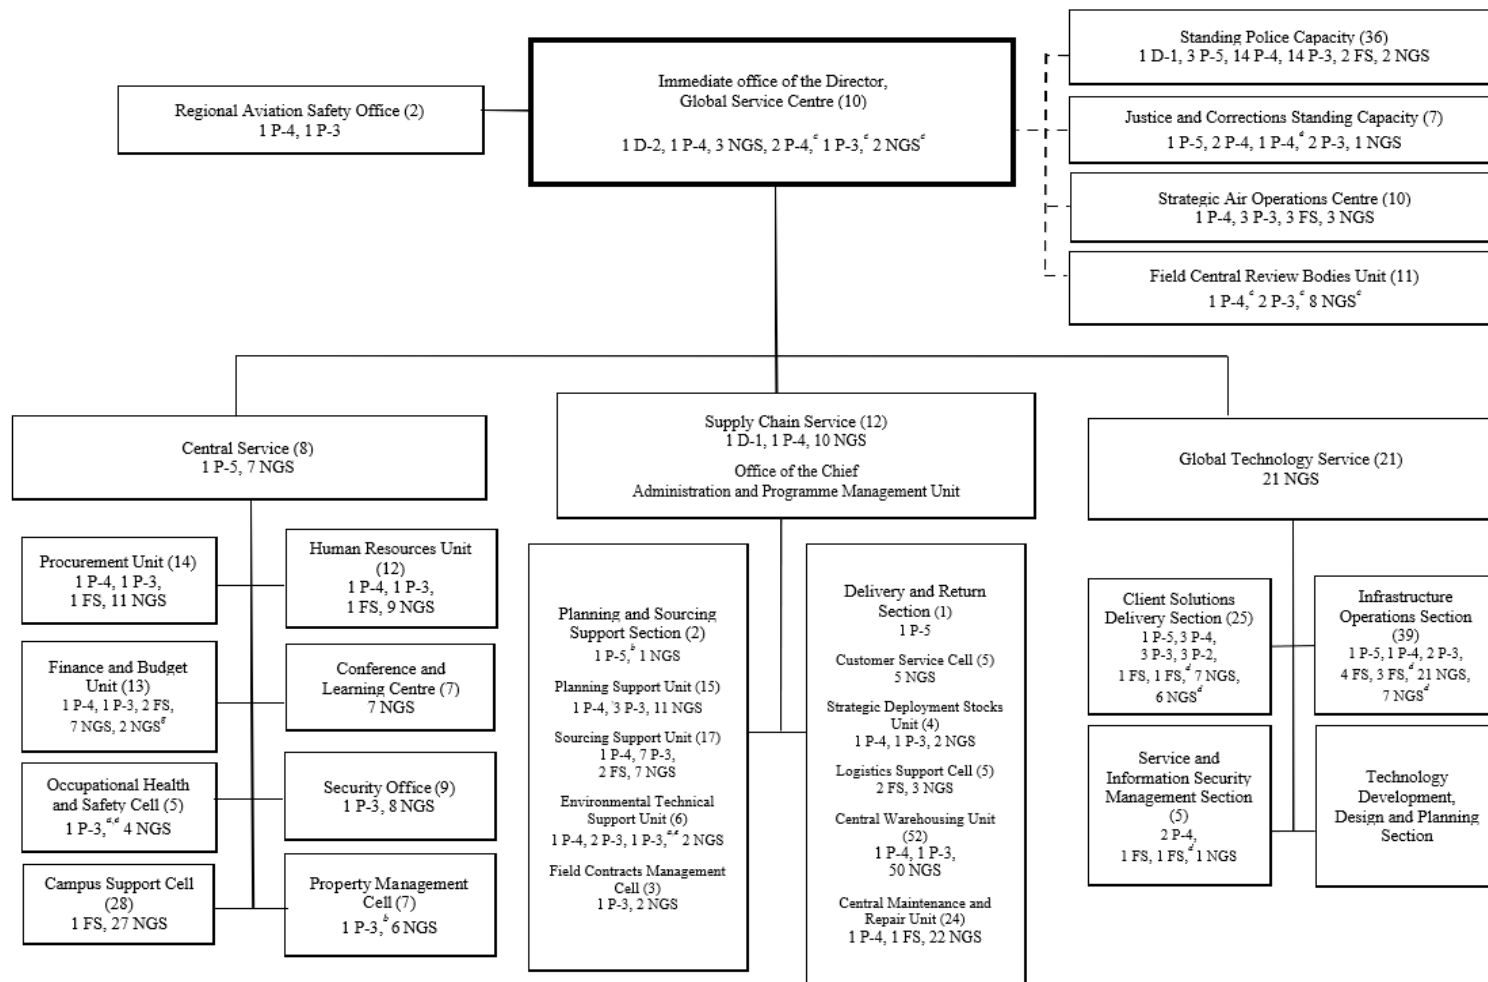 Standing Police Capacity (36)
1 D-1, 3 P-5, 14 P-4, 14 P-3, 2 FS, 2 NGS
Immediate office of the Director,
Global Service Centre (10)
1 D-2, 1 P-4, 3 NGS, 2 P-4,c 1 P-3,c 2 NGSc
Regional Aviation Safety Office (2)
1 P-4, 1 P-3
Justice and Corrections Standing Capacity (7)
1 P-5, 2 P-4, 1 P-4,d 2 P-3, 1 NGS
Strategic Air Operations Centre (10)
1 P-4, 3 P-3, 3 FS, 3 NGS
Field Central Review Bodies Unit (11)
1 P-4,c 2 P-3,c 8 NGSc
Central Service (8)
1 P-5, 7 NGS
Supply Chain Service (12)
1 D-1, 1 P-4, 10 NGS
Office of the Chief
Administration and Programme Management Unit
Global Technology Service (21)
21 NGS
Procurement Unit (14)
1 P-4, 1 P-3,
1 FS, 11 NGS
Human Resources Unit
(12)
1 P-4, 1 P-3,
1 FS, 9 NGS
Finance and Budget
Unit (13)
1 P-4, 1 P-3, 2 FS,
7 NGS, 2 NGSg
Conference and
Learning Centre (7)
7 NGS
Occupational Health
and Safety Cell (5)
1 P-3,a,e 4 NGS
Security Office (9)
1 P-3, 8 NGS
Campus Support Cell
(28)
1 FS, 27 NGS
Property Management
Cell (7)
1 P-3,b 6 NGS
Planning and Sourcing
Support Section (2)
1 P-5,b 1 NGS
Planning Support Unit (15)
1 P-4, 3 P-3, 11 NGS
Sourcing Support Unit (17)
1 P-4, 7 P-3,
2 FS, 7 NGS
Environmental Technical
Support Unit (6)
1 P-4, 2 P-3, 1 P-3,a,e 2 NGS
Field Contracts Management
Cell (3)
1 P-3, 2 NGS
Delivery and Return
Section (1)
1 P-5
Customer Service Cell (5)
5 NGS
Strategic Deployment Stocks
Unit (4)
1 P-4, 1 P-3, 2 NGS
Logistics Support Cell (5)
2 FS, 3 NGS
Central Warehousing Unit
(52)
1 P-4, 1 P-3,
50 NGS
Central Maintenance and
Repair Unit (24)
1 P-4, 1 FS, 22 NGS
Client Solutions
Delivery Section (25)
1 P-5, 3 P-4,
3 P-3, 3 P-2,
1 FS, 1 FS,d 7 NGS,
6 NGSd
Infrastructure
Operations Section
(39)
1 P-5, 1 P-4, 2 P-3,
4 FS, 3 FS,d 21 NGS,
7 NGSd
Service and
Information Security
Management Section
(5)
2 P-4,
1 FS, 1 FS,d 1 NGS
Technology
Development,
Design and Planning
Section